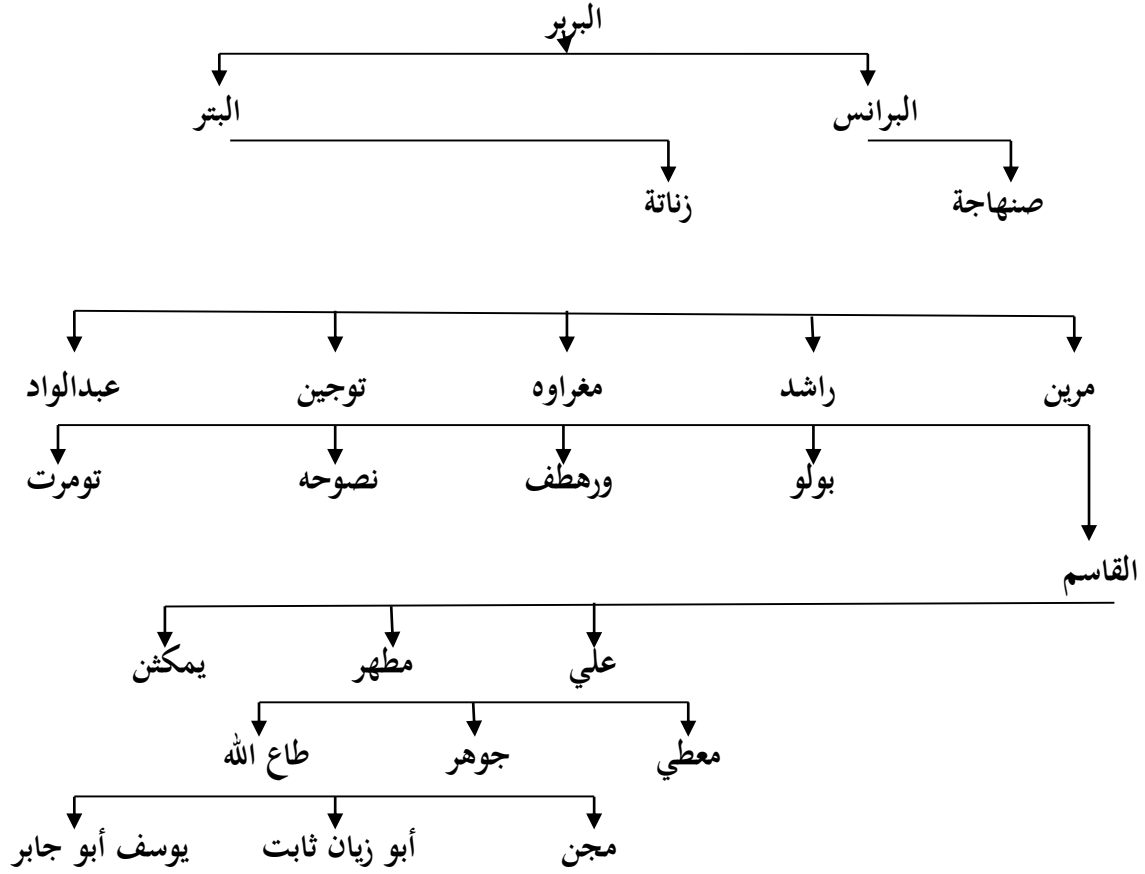 البربر
البرانس البتر
صنهاجة زناتة
مرين راشد مغراوه توجين عبدالواد
بولو ورهطف نصوحه تومرت
القاسم
علي مطهر يمكثن
معطي جوهر طاع الله
مجن أبو زيان ثابت يوسف أبو جابر